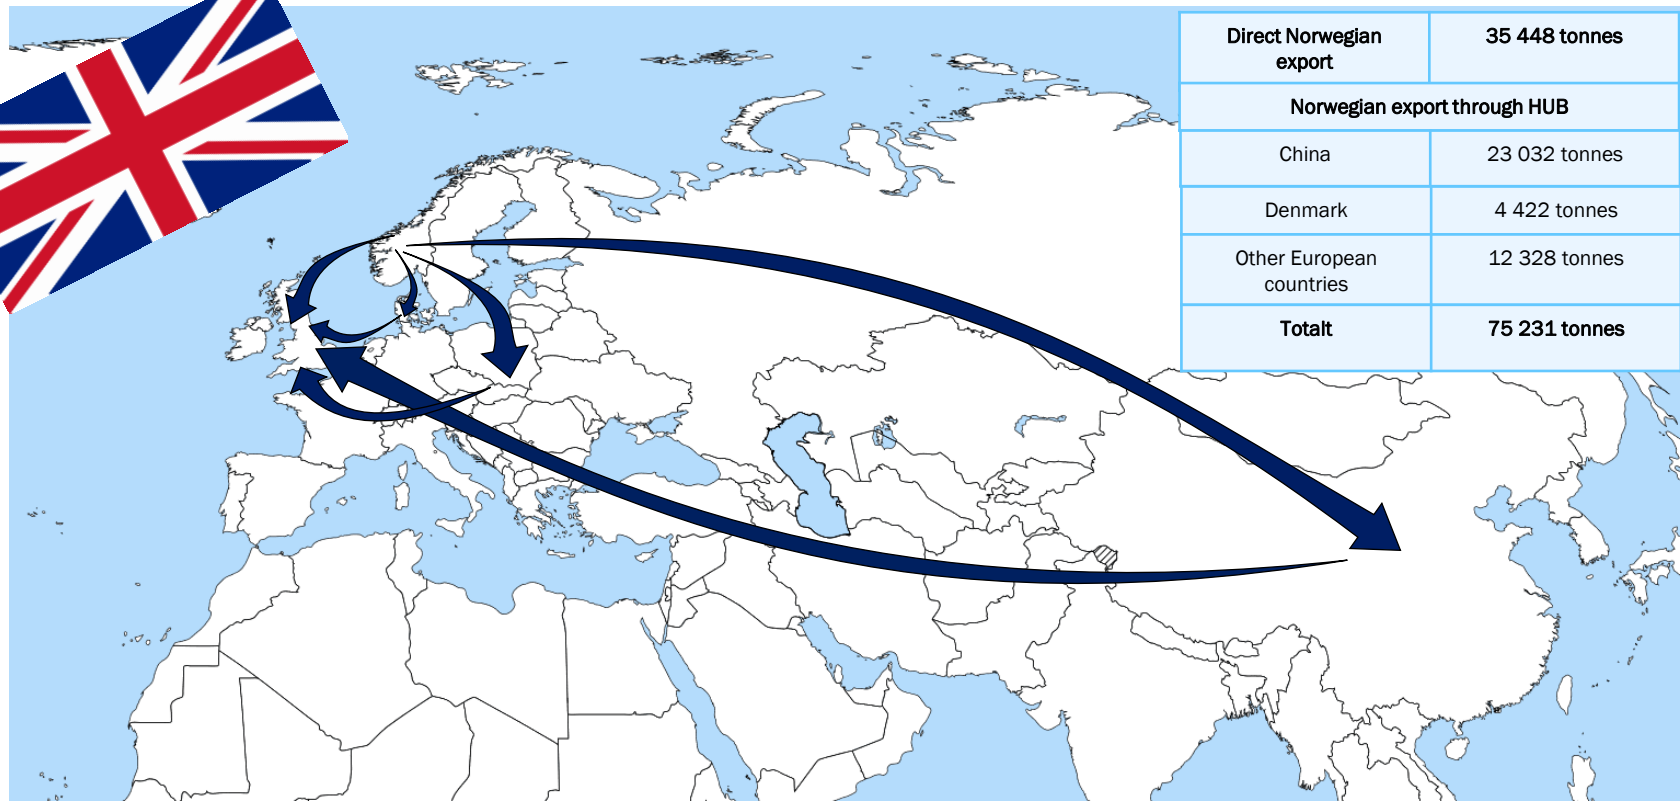 Direct Norwegian
export
35 448 tonnes
Norwegian export through HUB
China
23 032 tonnes
Denmark
4 422 tonnes
Other European
countries
12 328 tonnes
Totalt
75 231 tonnes